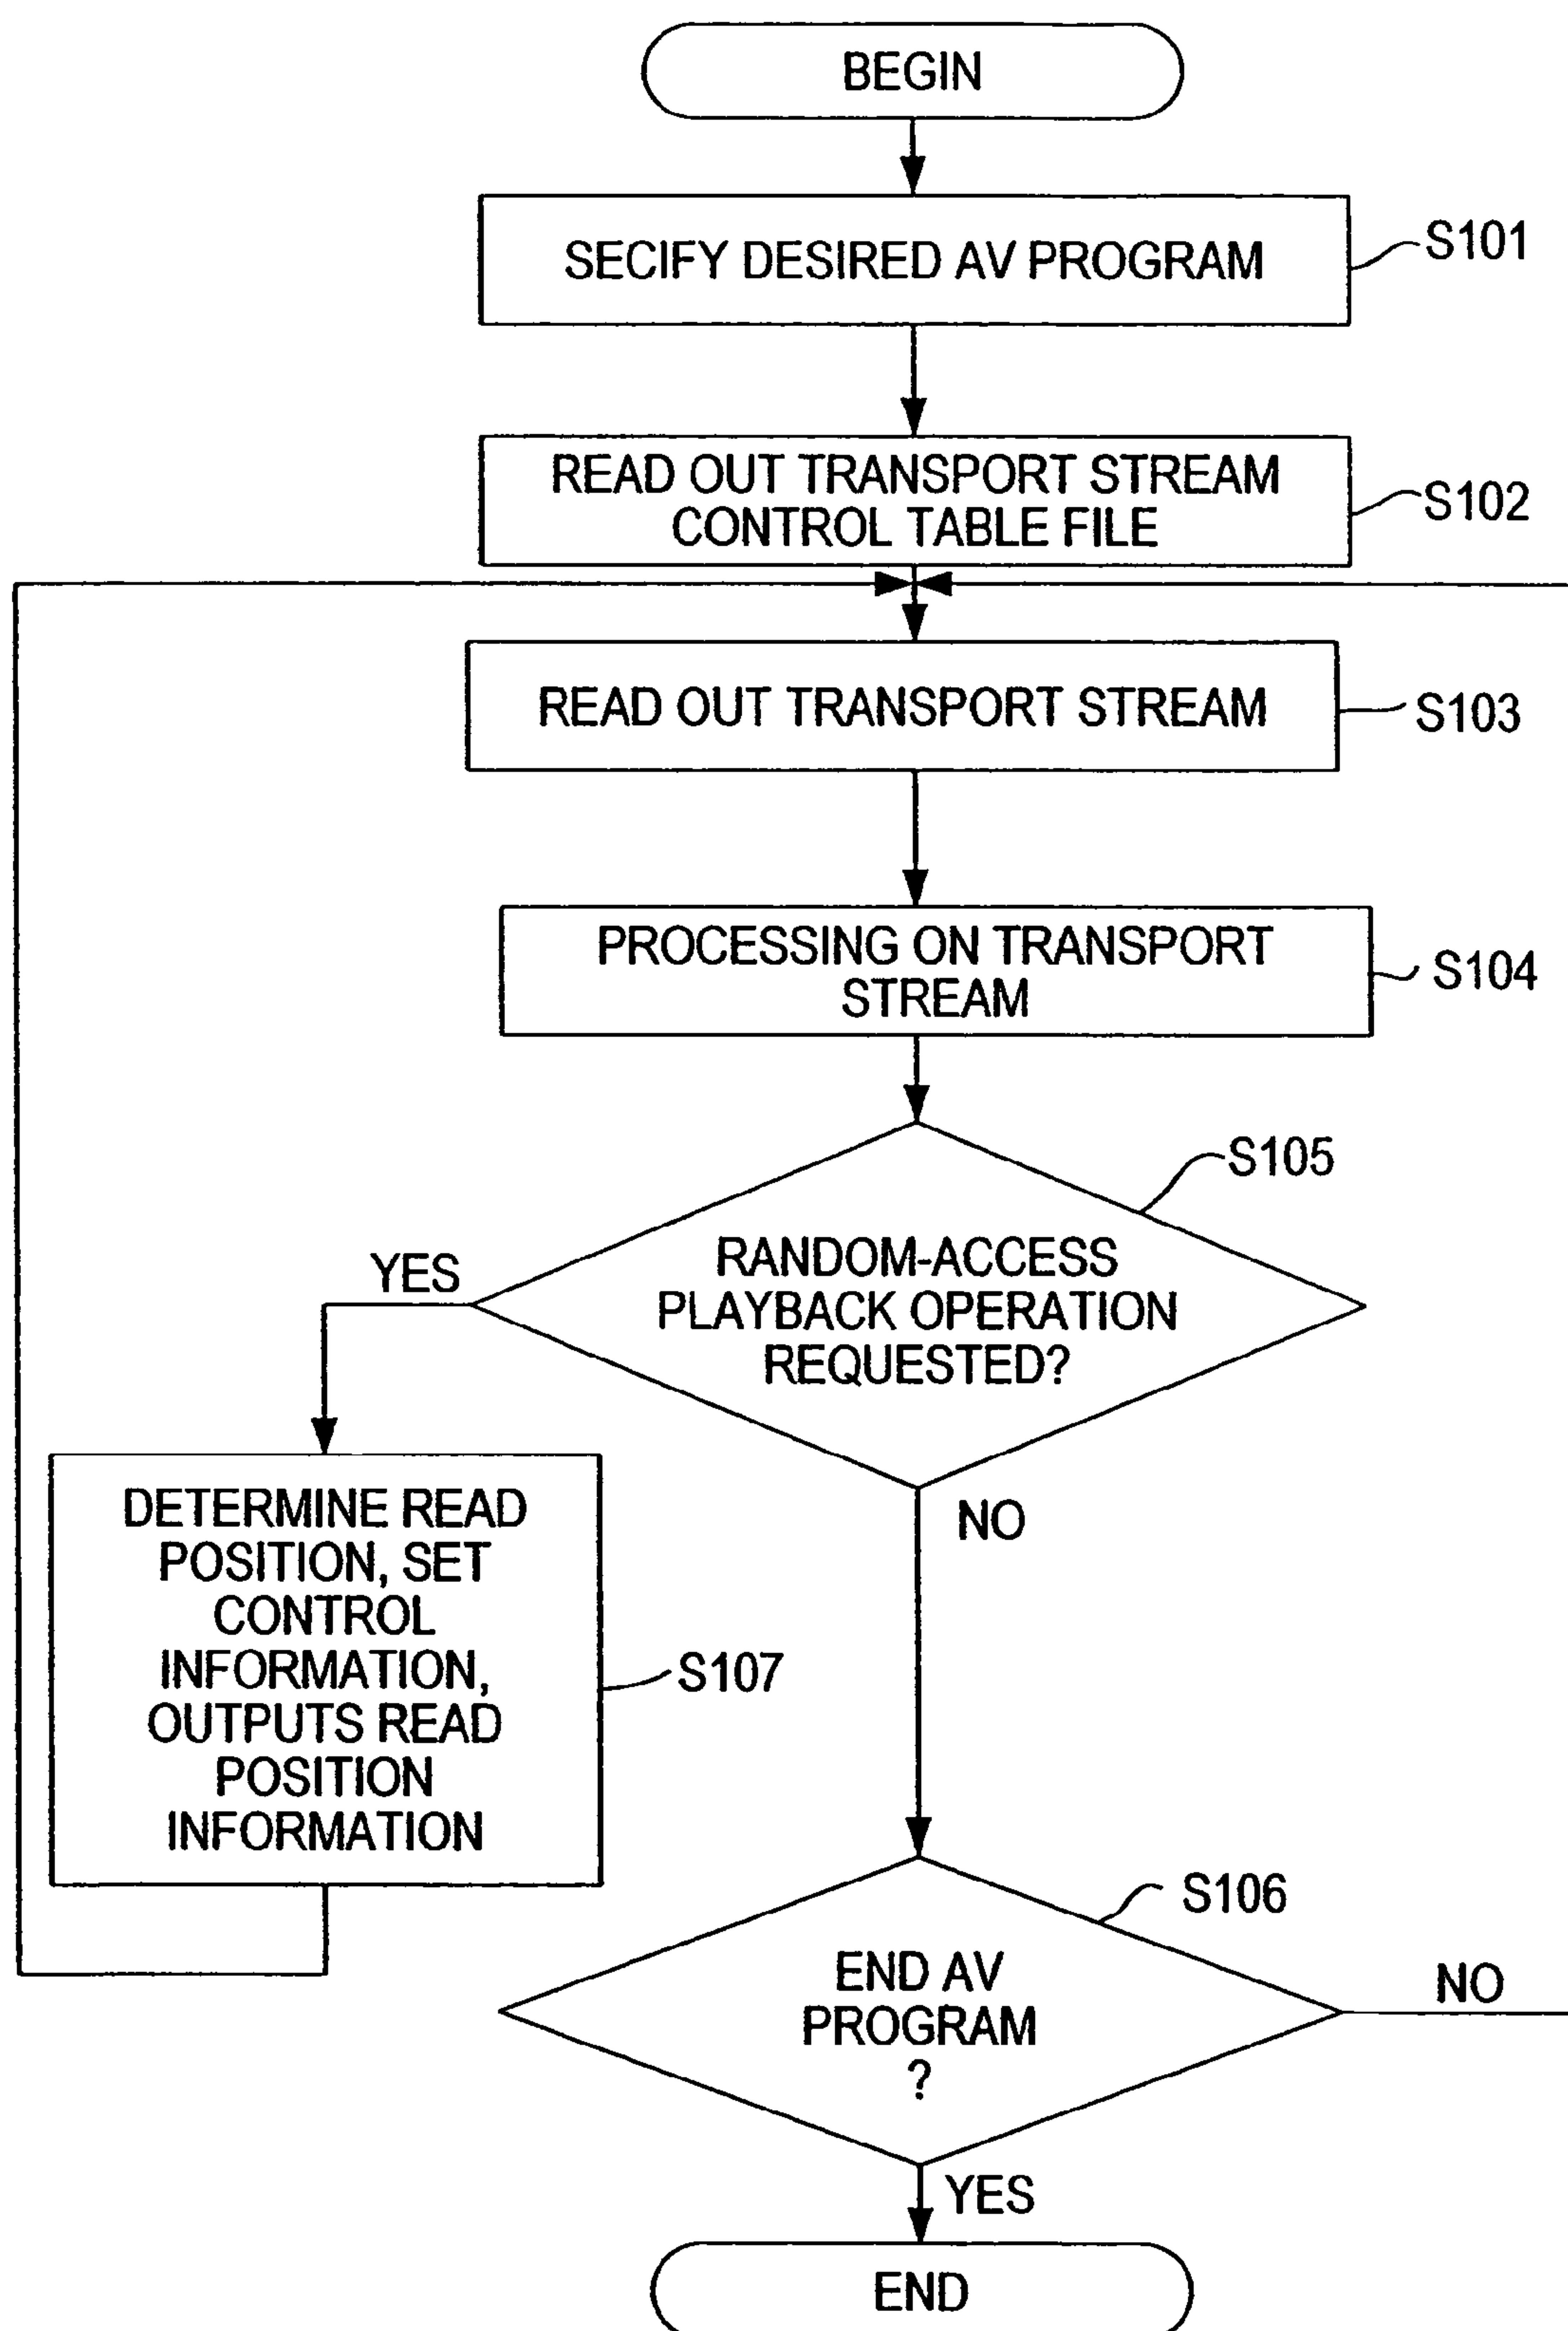 BEGIN
SECIFY DESIRED AV PROGRAM
S101
READ OUT TRANSPORT STREAM
CONTROL TABLE FILE
S102
READ OUT TRANSPORT STREAM
S103
PROCESSING ON TRANSPORT
STREAM
S104
S105
RANDOM-ACCESS
PLAYBACK OPERATION
REQUESTED?
YES
NO
DETERMINE READ
POSITION, SET
CONTROL
INFORMATION,
OUTPUTS READ
POSITION
INFORMATION
S107
S106
END AV
PROGRAM
?
NO
YES
END